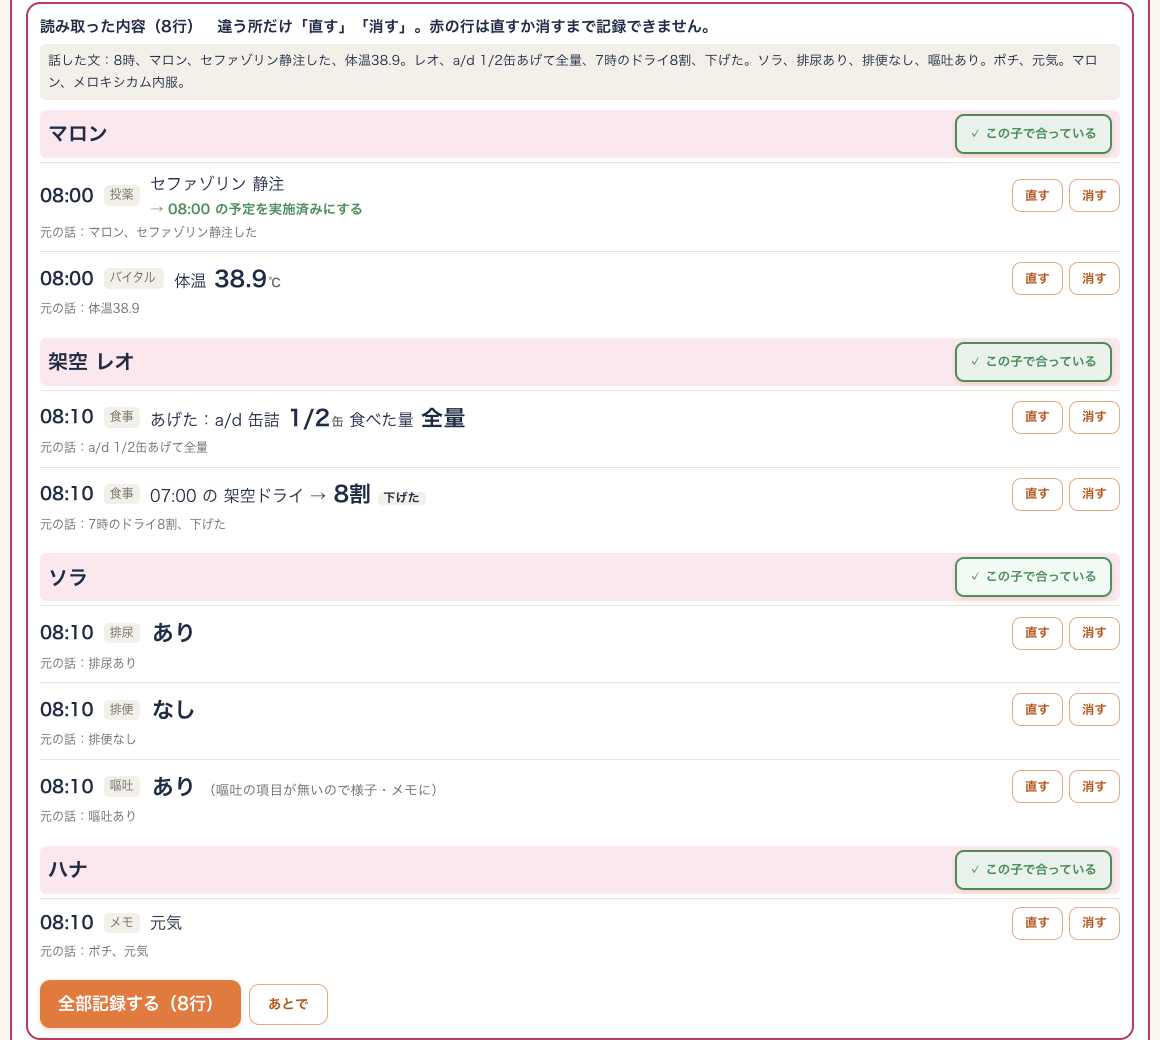 読み取った内容（8行）　違う所だけ「直す」「消す」。赤の行は直すか消すまで記録できません。
話した文：8時、マロン、セファゾリン静注した、体温38.9。レオ、a/d 1/2缶あげて全量、7時のドライ8割、下げた。ソラ、排尿あり、排便なし、嘔吐あり。ポチ、元気。マロ
ン、メロキシカム内服。
マロン ✓ この子で合っている
08:00 投薬 セファゾリン 静注 直す 消す
→ 08:00 の予定を実施済みにする
元の話：マロン、セファゾリン静注した
08:00 バイタル 体温 38.9℃ 直す 消す
元の話：体温38.9
架空 レオ ✓ この子で合っている
08:10 食事 あげた：a/d 缶詰 1/2缶 食べた量 全量 直す 消す
元の話：a/d 1/2缶あげて全量
08:10 食事 07:00 の 架空ドライ → 8割 下げた 直す 消す
元の話：7時のドライ8割、下げた
ソラ ✓ この子で合っている
08:10 排尿 あり 直す 消す
元の話：排尿あり
08:10 排便 なし 直す 消す
元の話：排便なし
08:10 嘔吐 あり （嘔吐の項目が無いので様子・メモに） 直す 消す
元の話：嘔吐あり
ハナ ✓ この子で合っている
08:10 メモ 元気 直す 消す
元の話：ポチ、元気
全部記録する（8行） あとで